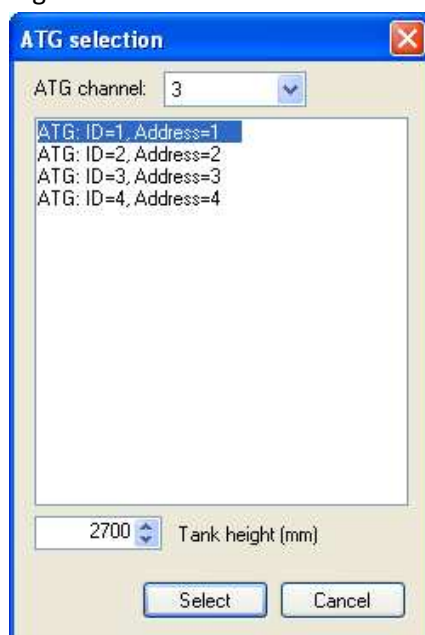 ATG selection
ATG channel: 3
ATG: ID=1, Address=1
ATG: ID=2, Address=2
ATG: ID=3, Address=3
ATG: ID=4, Address=4
2700 Tank height (mm)
Select Cancel